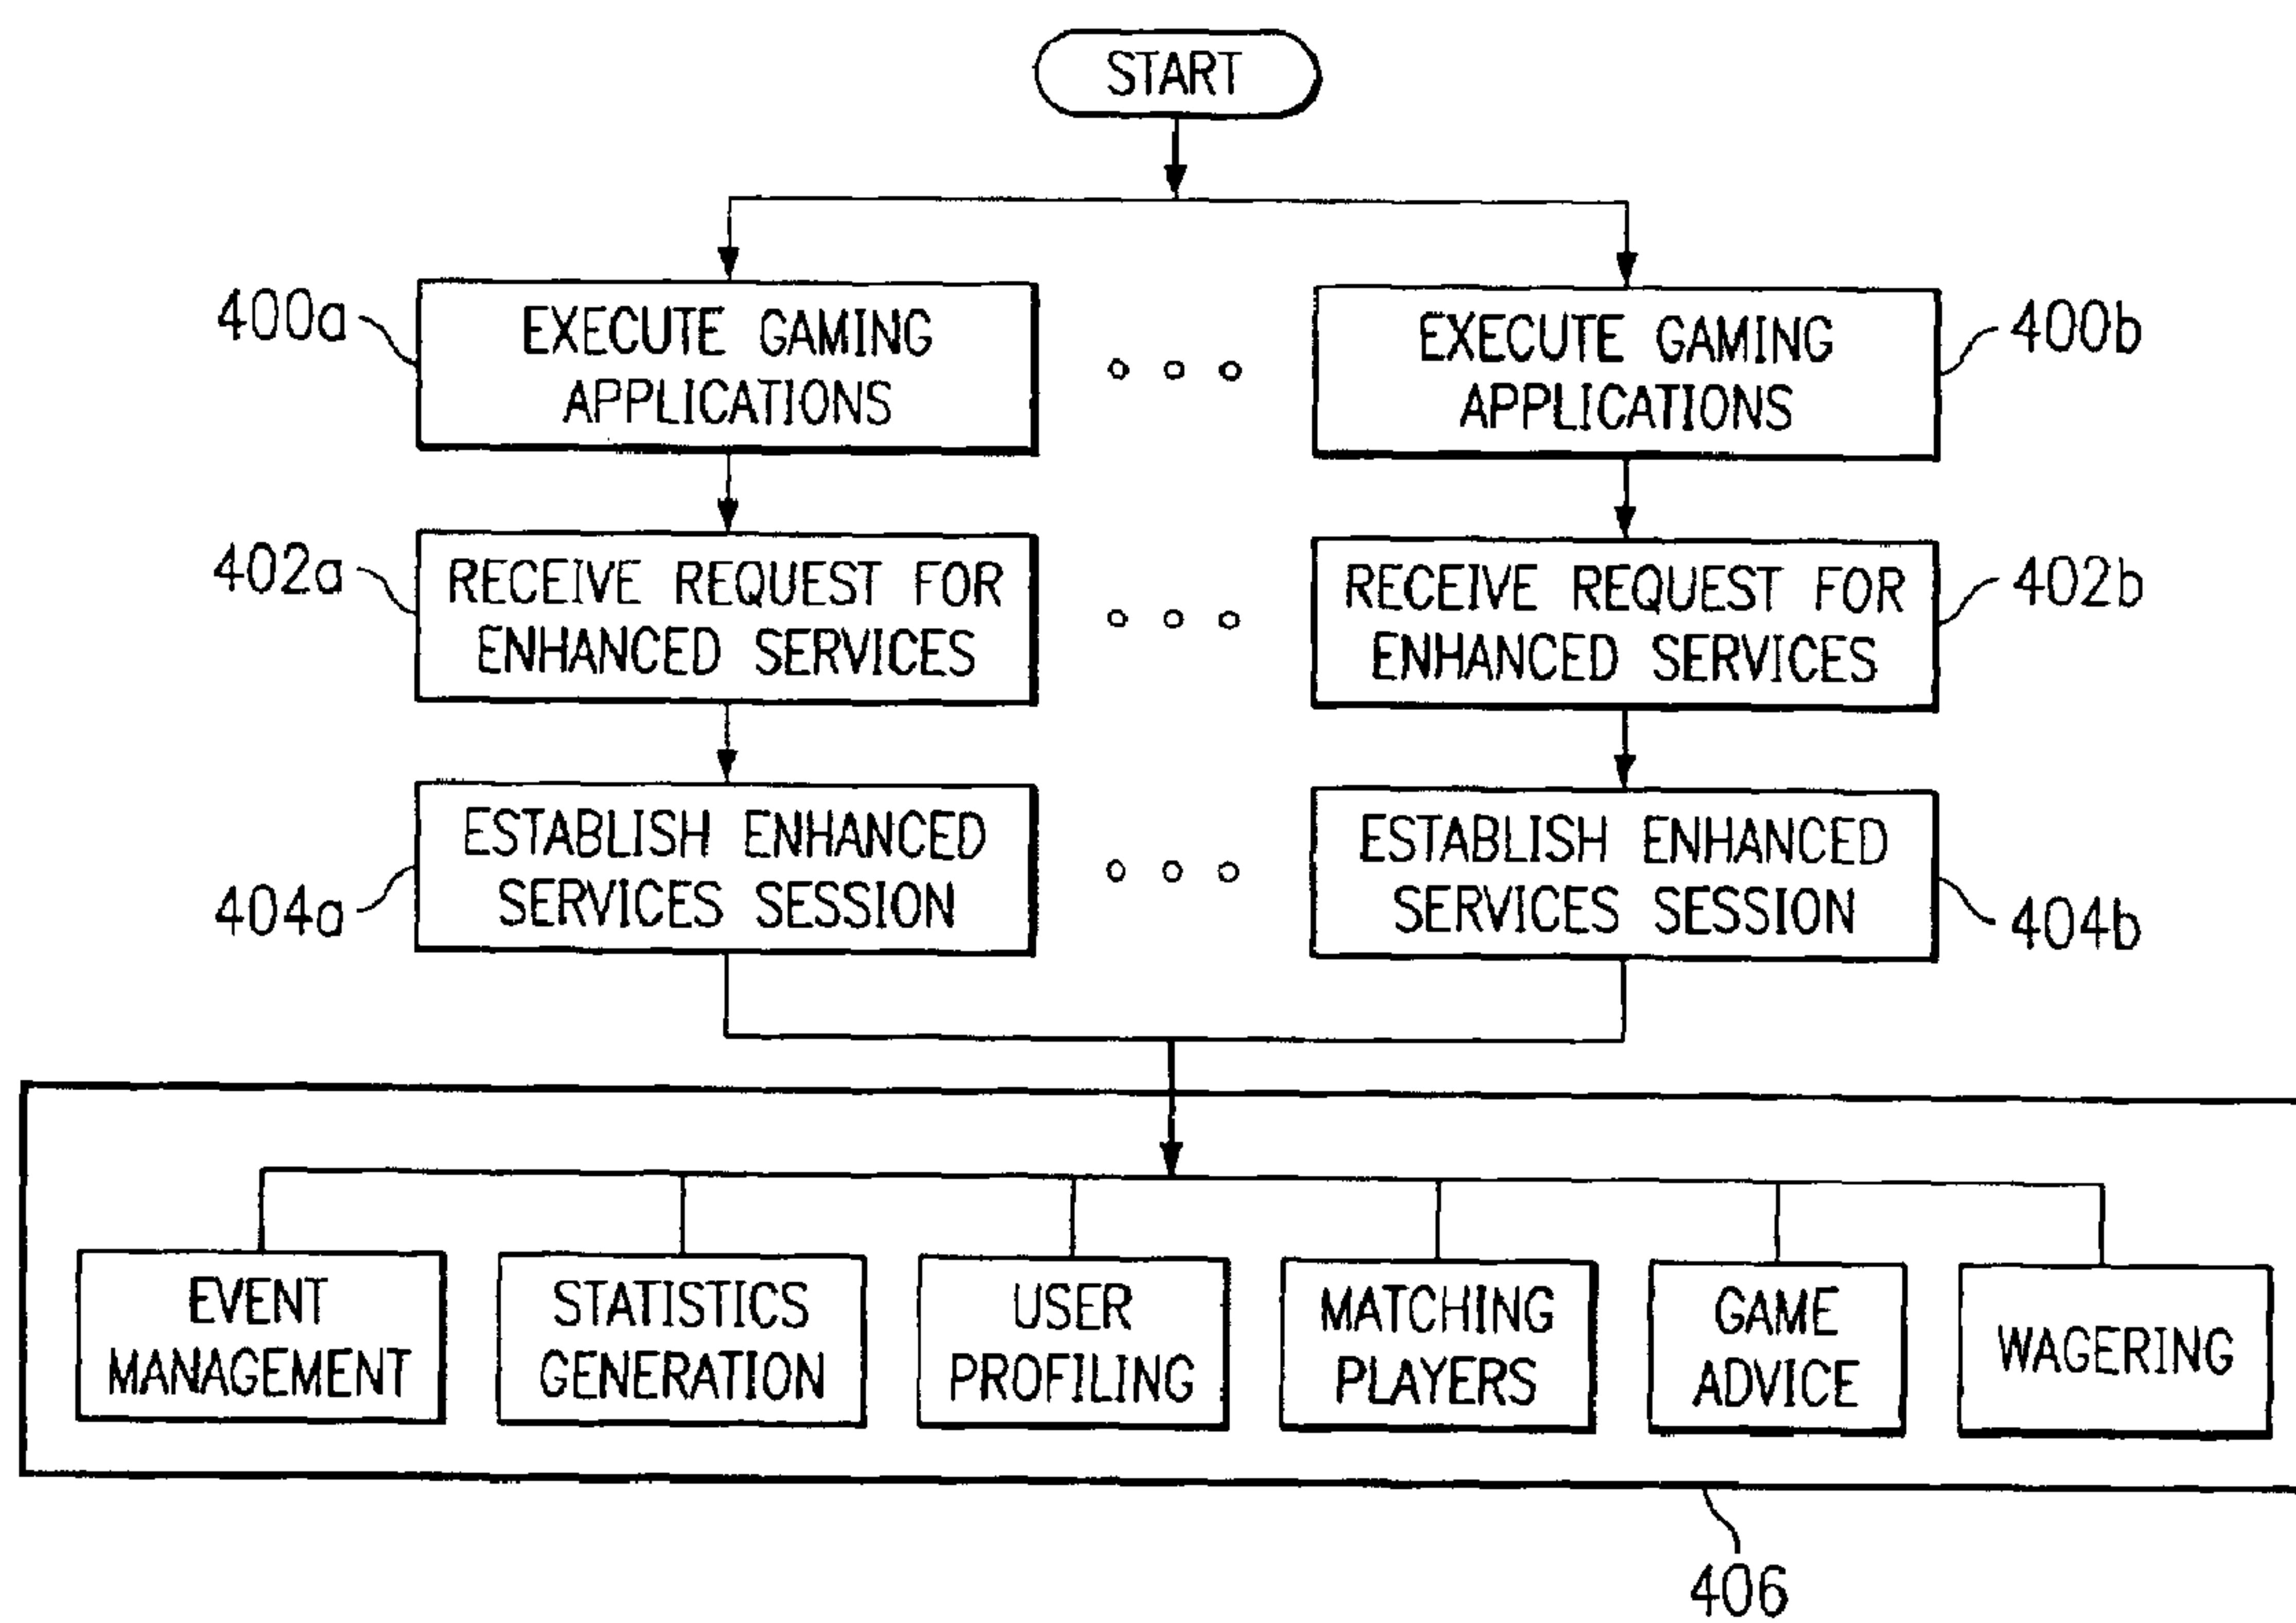 START
400a
EXECUTE GAMING
APPLICATIONS
EXECUTE GAMING
APPLICATIONS
400b
402a
RECEIVE REQUEST FOR
ENHANCED SERVICES
RECEIVE REQUEST FOR
ENHANCED SERVICES
402b
404a
ESTABLISH ENHANCED
SERVICES SESSION
ESTABLISH ENHANCED
SERVICES SESSION
404b
EVENT
MANAGEMENT
STATISTICS
GENERATION
USER
PROFILING
MATCHING
PLAYERS
GAME
ADVICE
WAGERING
406